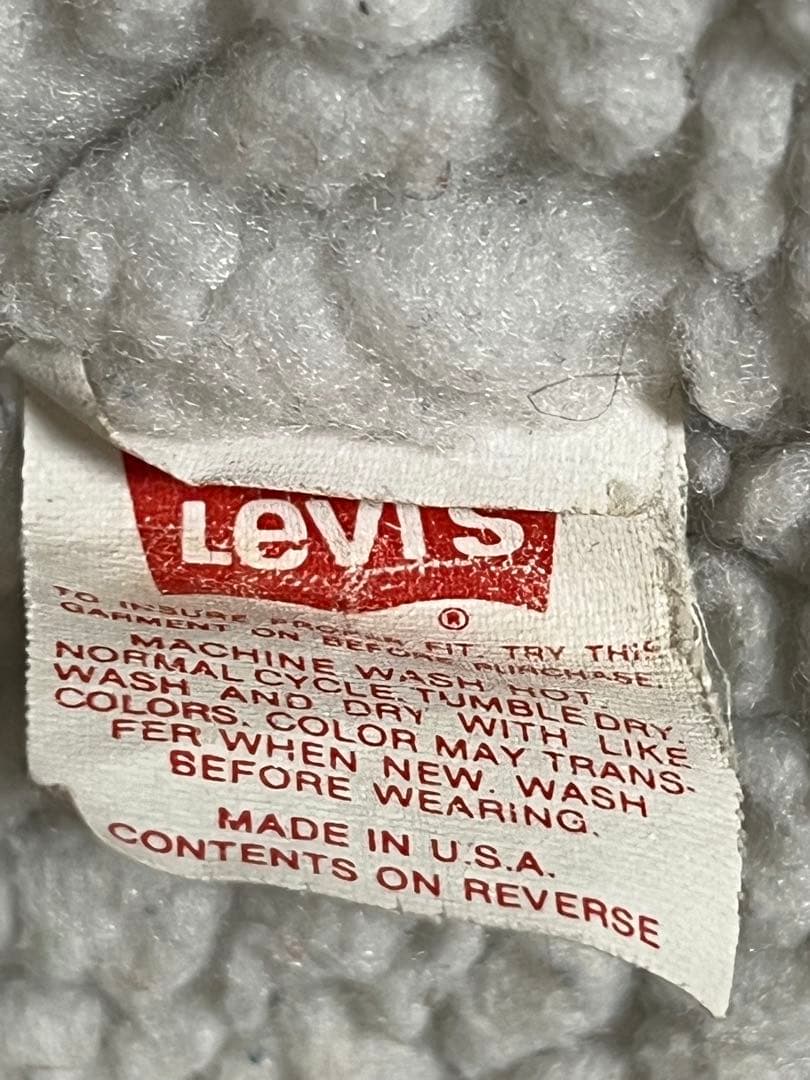 Levi's
®
TO INSURE PROPER FIT, TRY THIS
GARMENT ON BEFORE PURCHASE.
MACHINE WASH HOT.
NORMAL CYCLE. TUMBLE DRY.
WASH AND DRY WITH LIKE
COLORS. COLOR MAY TRANS-
FER WHEN NEW. WASH
BEFORE WEARING.
MADE IN U.S.A.
CONTENTS ON REVERSE